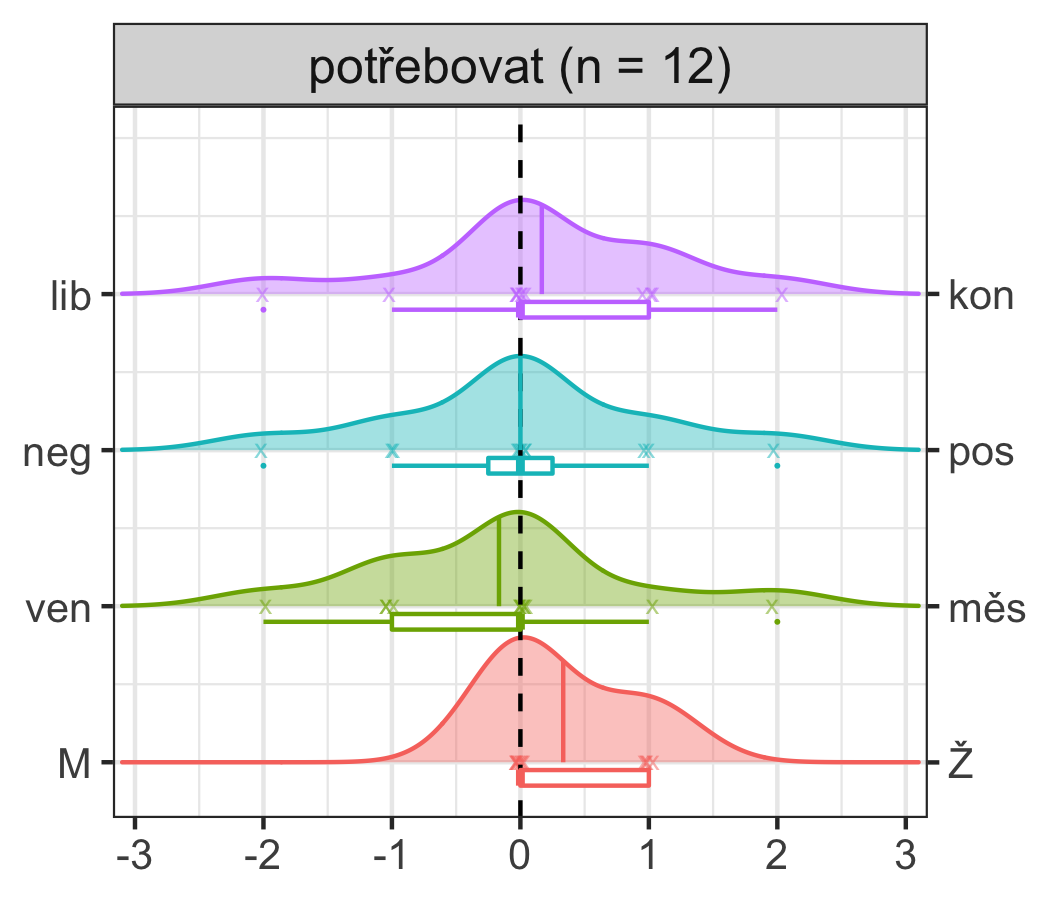 potřebovat (n = 12)
lib kon
neg pos
ven měs
M Ž
-3 -2 -1 0 1 2 3